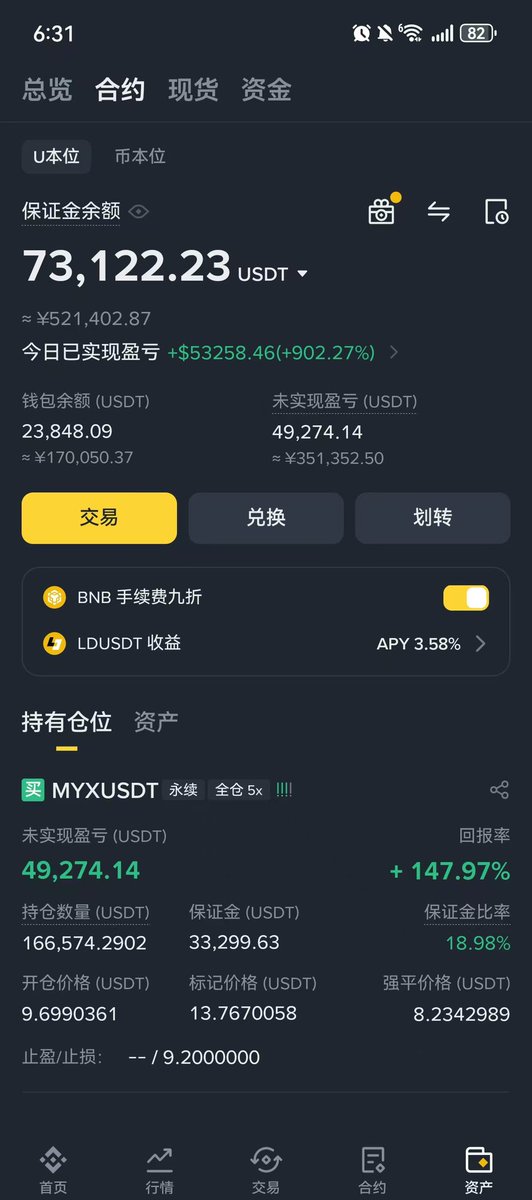 6:31
6
82
总览 合约 现货 资金
U本位 币本位
保证金余额
73,122.23 USDT
≈ ¥521,402.87
今日已实现盈亏 +$53258.46(+902.27%)
钱包余额 (USDT) 未实现盈亏 (USDT)
23,848.09 49,274.14
≈ ¥170,050.37 ≈ ¥351,352.50
交易 兑换 划转
BNB 手续费九折
LDUSDT 收益 APY 3.58%
持有仓位 资产
买 MYXUSDT 永续 全仓 5x !!!!
未实现盈亏 (USDT) 回报率
49,274.14 + 147.97%
持仓数量 (USDT) 保证金 (USDT) 保证金比率
166,574.2902 33,299.63 18.98%
开仓价格 (USDT) 标记价格 (USDT) 强平价格 (USDT)
9.6990361 13.7670058 8.2342989
止盈/止损： -- / 9.2000000
首页 行情 交易 合约 资产